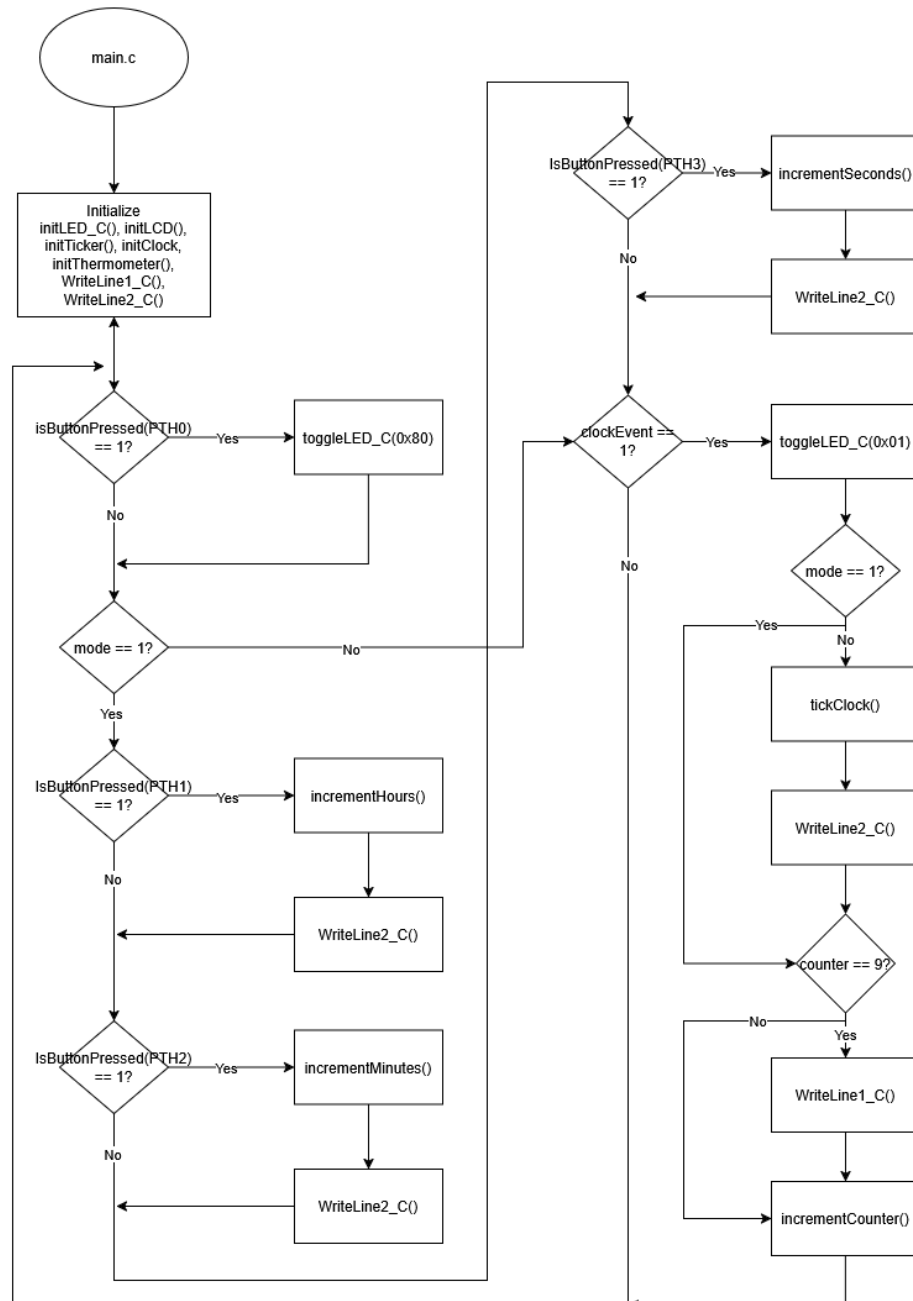 main.c
Initialize
initLED_C(), initLCD(),
initTicker(), initClock,
initThermometer(),
WriteLine1_C(),
WriteLine2_C()
isButtonPressed(PTH0)
== 1?
Yes
toggleLED_C(0x80)
No
mode == 1?
No
Yes
IsButtonPressed(PTH1)
== 1?
Yes
incrementHours()
No
WriteLine2_C()
IsButtonPressed(PTH2)
== 1?
Yes
incrementMinutes()
No
WriteLine2_C()
IsButtonPressed(PTH3)
== 1?
Yes
incrementSeconds()
No
WriteLine2_C()
clockEvent ==
1?
Yes
toggleLED_C(0x01)
No
mode == 1?
Yes
No
tickClock()
WriteLine2_C()
counter == 9?
No
Yes
WriteLine1_C()
incrementCounter()